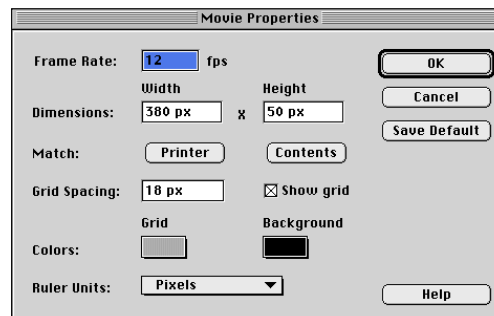 Movie Properties
Frame Rate: 12 fps
OK
Width Height
Dimensions: 380 px x 50 px
Cancel
Save Default
Match: Printer Contents
Grid Spacing: 18 px Show grid
Grid Background
Colors:
Ruler Units: Pixels
Help